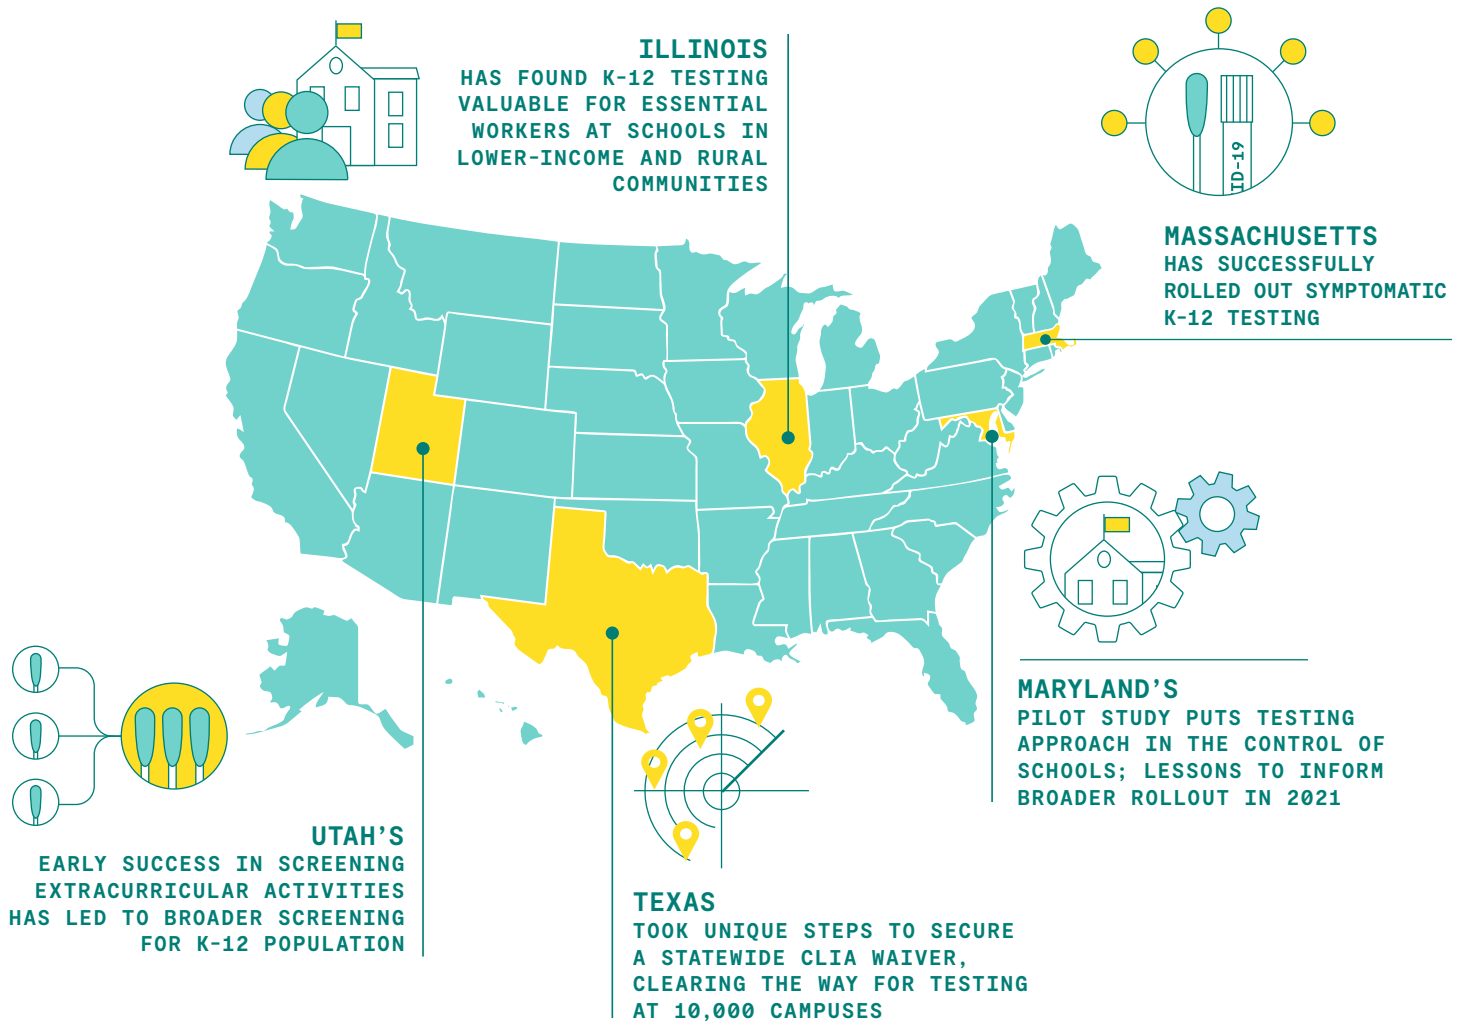 ILLINOIS
HAS FOUND K-12 TESTING
VALUABLE FOR ESSENTIAL
WORKERS AT SCHOOLS IN
LOWER-INCOME AND RURAL
COMMUNITIES
ID-19
MASSACHUSETTS
HAS SUCCESSFULLY
ROLLED OUT SYMPTOMATIC
K-12 TESTING
MARYLAND'S
PILOT STUDY PUTS TESTING
APPROACH IN THE CONTROL OF
SCHOOLS; LESSONS TO INFORM
BROADER ROLLOUT IN 2021
UTAH'S
EARLY SUCCESS IN SCREENING
EXTRACURRICULAR ACTIVITIES
HAS LED TO BROADER SCREENING
FOR K-12 POPULATION
TEXAS
TOOK UNIQUE STEPS TO SECURE
A STATEWIDE CLIA WAIVER,
CLEARING THE WAY FOR TESTING
AT 10,000 CAMPUSES